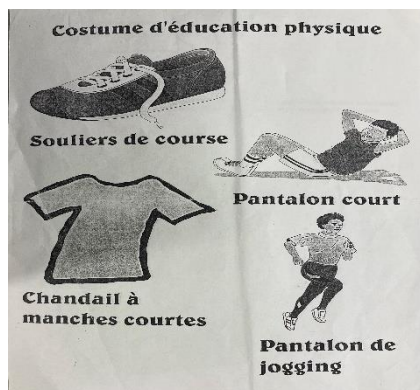 Costume d'éducation physique
Souliers de course
Pantalon court
Chandail à
manches courtes
Pantalon de
jogging